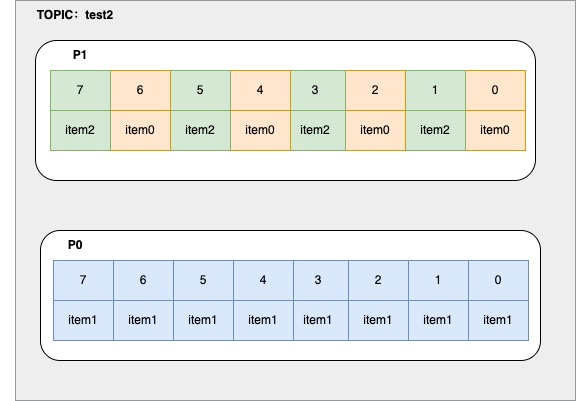 TOPIC：test2
P1
7 6 5 4 3 2 1 0
item2 item0 item2 item0 item2 item0 item2 item0
P0
7 6 5 4 3 2 1 0
item1 item1 item1 item1 item1 item1 item1 item1